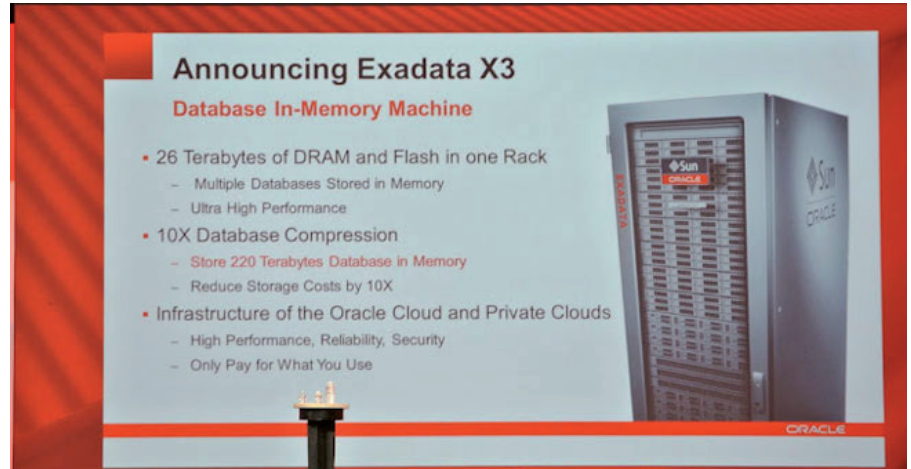 Announcing Exadata X3
Database In-Memory Machine
▪ 26 Terabytes of DRAM and Flash in one Rack
– Multiple Databases Stored in Memory
– Ultra High Performance
▪ 10X Database Compression
– Store 220 Terabytes Database in Memory
– Reduce Storage Costs by 10X
▪ Infrastructure of the Oracle Cloud and Private Clouds
– High Performance, Reliability, Security
– Only Pay for What You Use
Sun
ORACLE
EXADATA
Sun
ORACLE
ORACLE